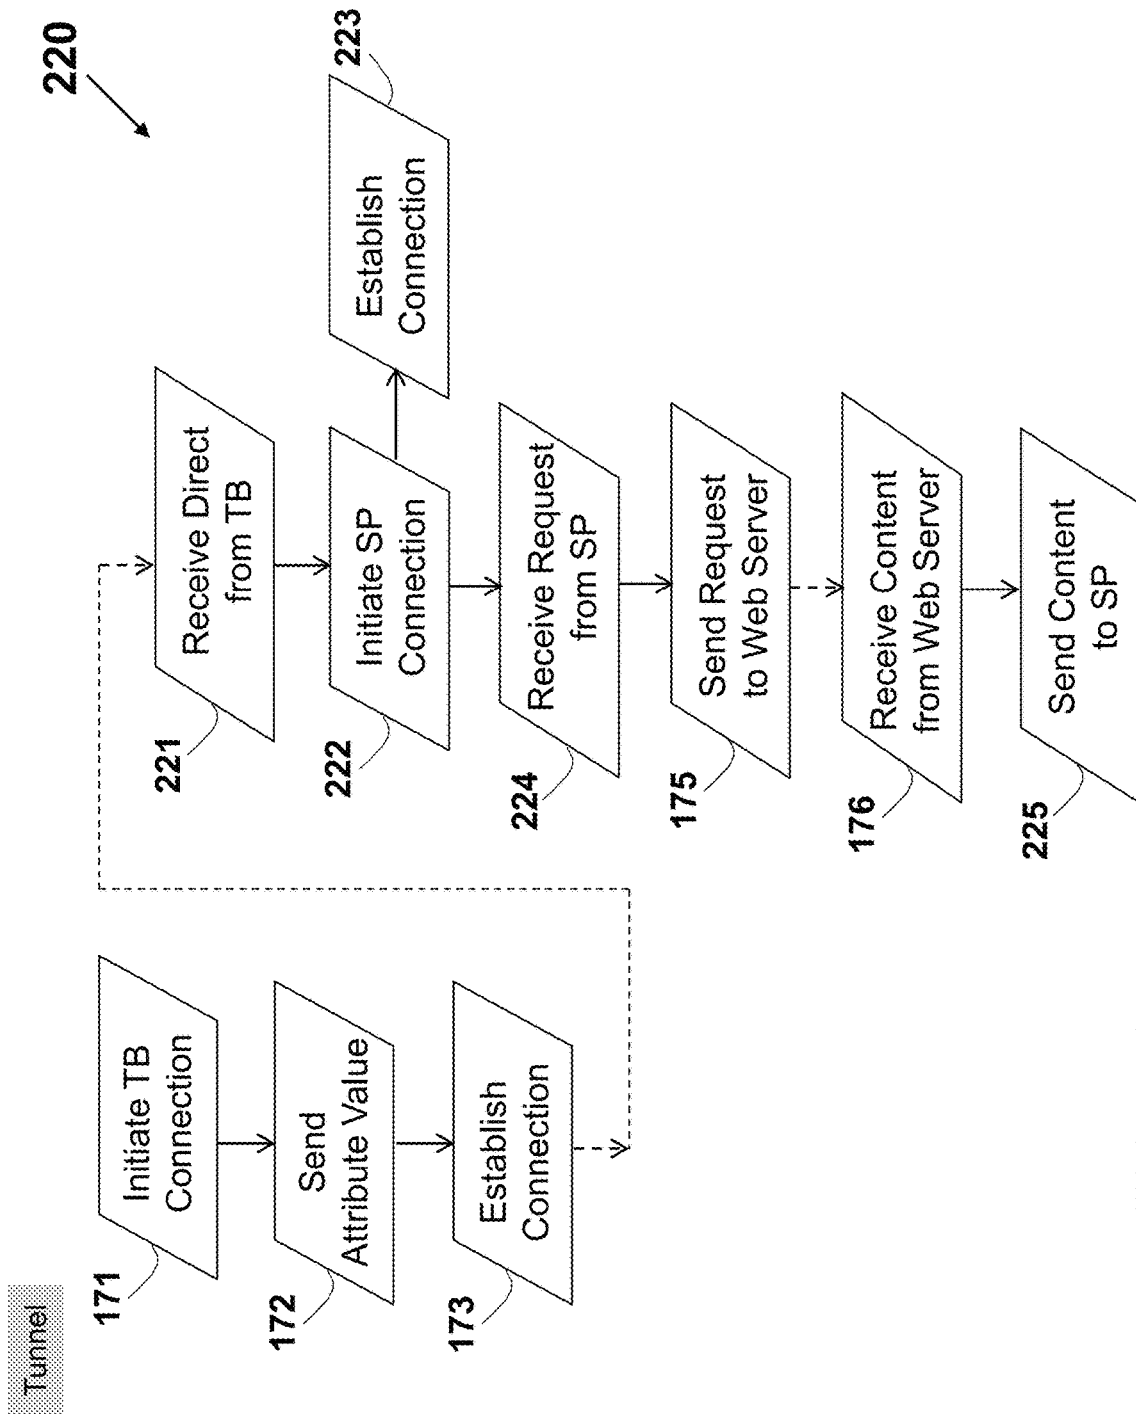 Tunnel
220
171
Initiate TB
Connection
172
Send
Attribute Value
173
Establish
Connection
221
Receive Direct
from TB
222
Initiate SP
Connection
223
Establish
Connection
224
Receive Request
from SP
175
Send Request
to Web Server
176
Receive Content
from Web Server
225
Send Content
to SP